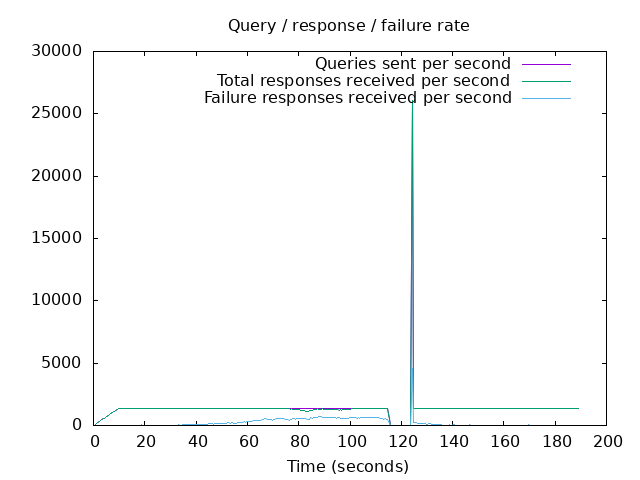 Query / response / failure rate
Queries sent per second
Total responses received per second
Failure responses received per second
30000
25000
20000
15000
10000
5000
0
0 20 40 60 80 100 120 140 160 180 200
Time (seconds)